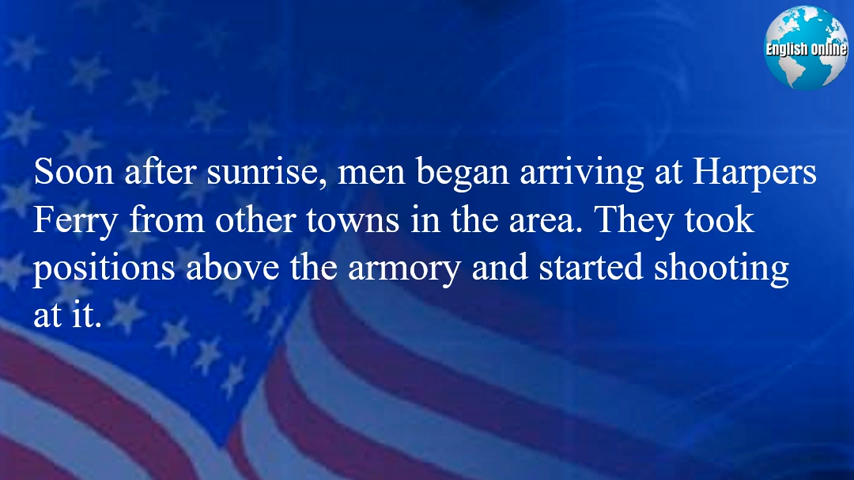 English Online
Soon after sunrise, men began arriving at Harpers
Ferry from other towns in the area. They took
positions above the armory and started shooting
at it.